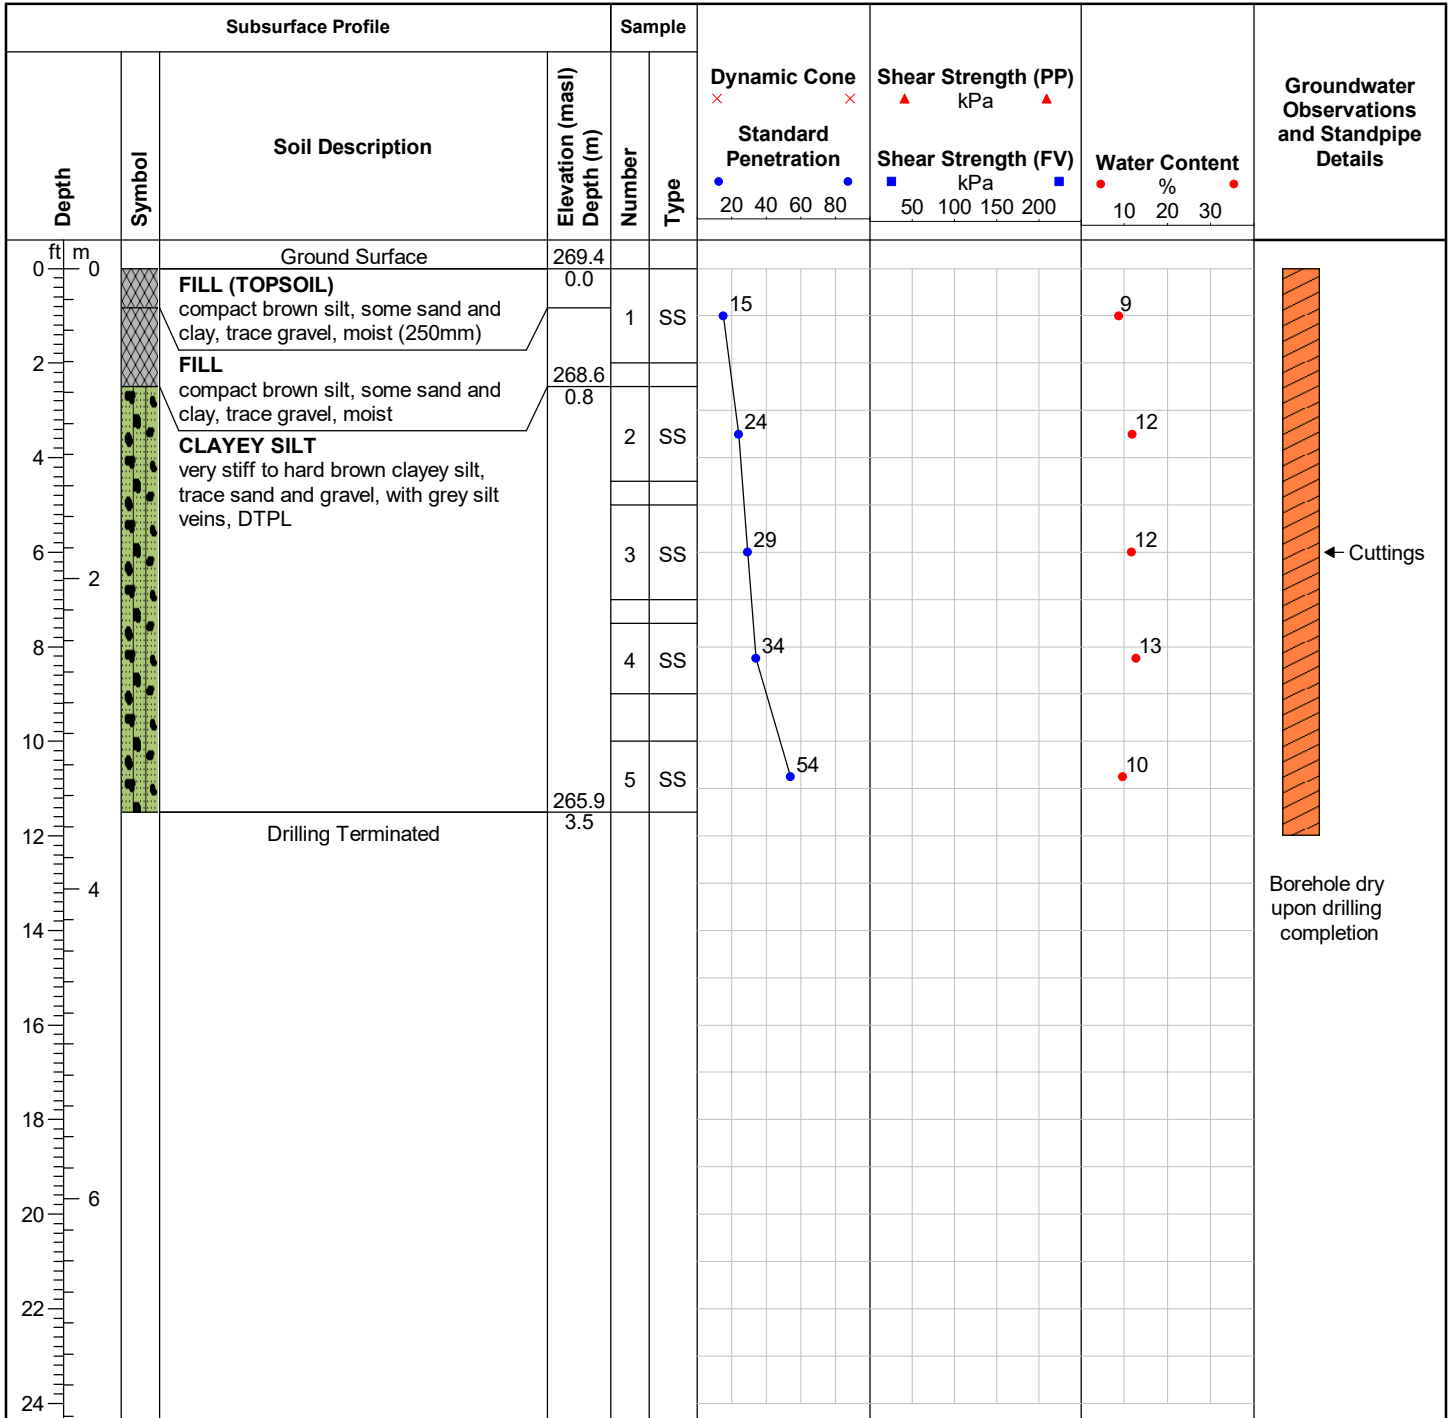 Subsurface Profile
Sample
Depth
Symbol
Soil Description
Elevation (masl)
Depth (m)
Number
Type
Dynamic Cone
Standard
Penetration
20 40 60 80
Shear Strength (PP)
kPa
Shear Strength (FV)
kPa
50 100 150 200
Water Content
%
10 20 30
Groundwater
Observations
and Standpipe
Details
ft m
Ground Surface
269.4
0 0
0.0
FILL (TOPSOIL)
compact brown silt, some sand and
clay, trace gravel, moist (250mm)
1 SS
15
9
2
FILL
compact brown silt, some sand and
clay, trace gravel, moist
268.6
0.8
2 SS
24
12
CLAYEY SILT
very stiff to hard brown clayey silt,
trace sand and gravel, with grey silt
veins, DTPL
4
6
2
3 SS
29
12
Cuttings
8
4 SS
34
13
10
5 SS
54
10
265.9
3.5
Drilling Terminated
12
4
Borehole dry
upon drilling
completion
14
16
18
6
20
22
24